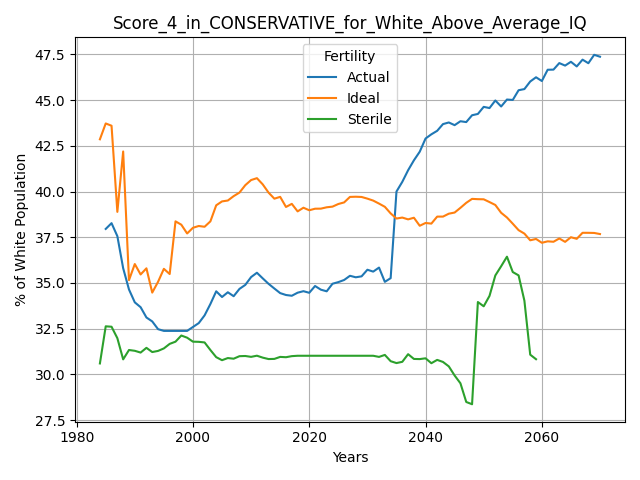 Score_4_in_CONSERVATIVE_for_White_Above_Average_IQ
Fertility
Actual
Ideal
Sterile
% of White Population
47.5
45.0
42.5
40.0
37.5
35.0
32.5
30.0
27.5
1980
2000
2020
2040
2060
Years